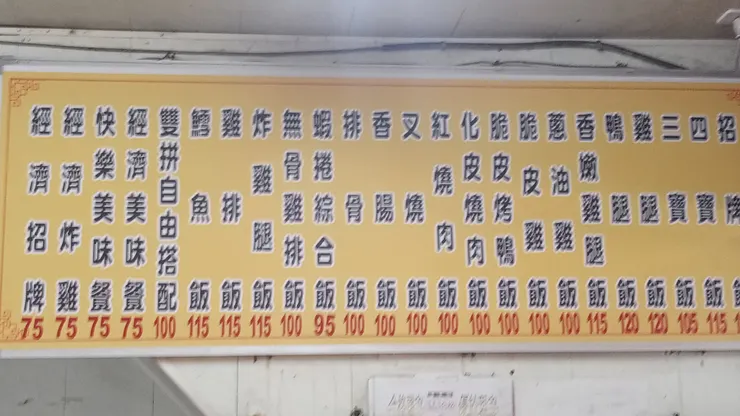 招牌
四寶飯 115
三寶飯 105
雞腿飯 120
鴨腿飯 120
香嫩雞腿飯 115
蔥油雞飯 100
脆皮雞飯 100
脆皮烤鴨飯 100
化皮燒肉飯 100
紅燒肉飯 100
叉燒飯 100
香腸飯 100
排骨飯 100
蝦捲綜合飯 95
無骨雞排飯 100
炸雞腿飯 115
雞排飯 115
鱈魚飯 115
雙拼自由搭配 100
經濟美味餐 75
快樂美味餐 75
經濟炸雞 75
經濟招牌 75